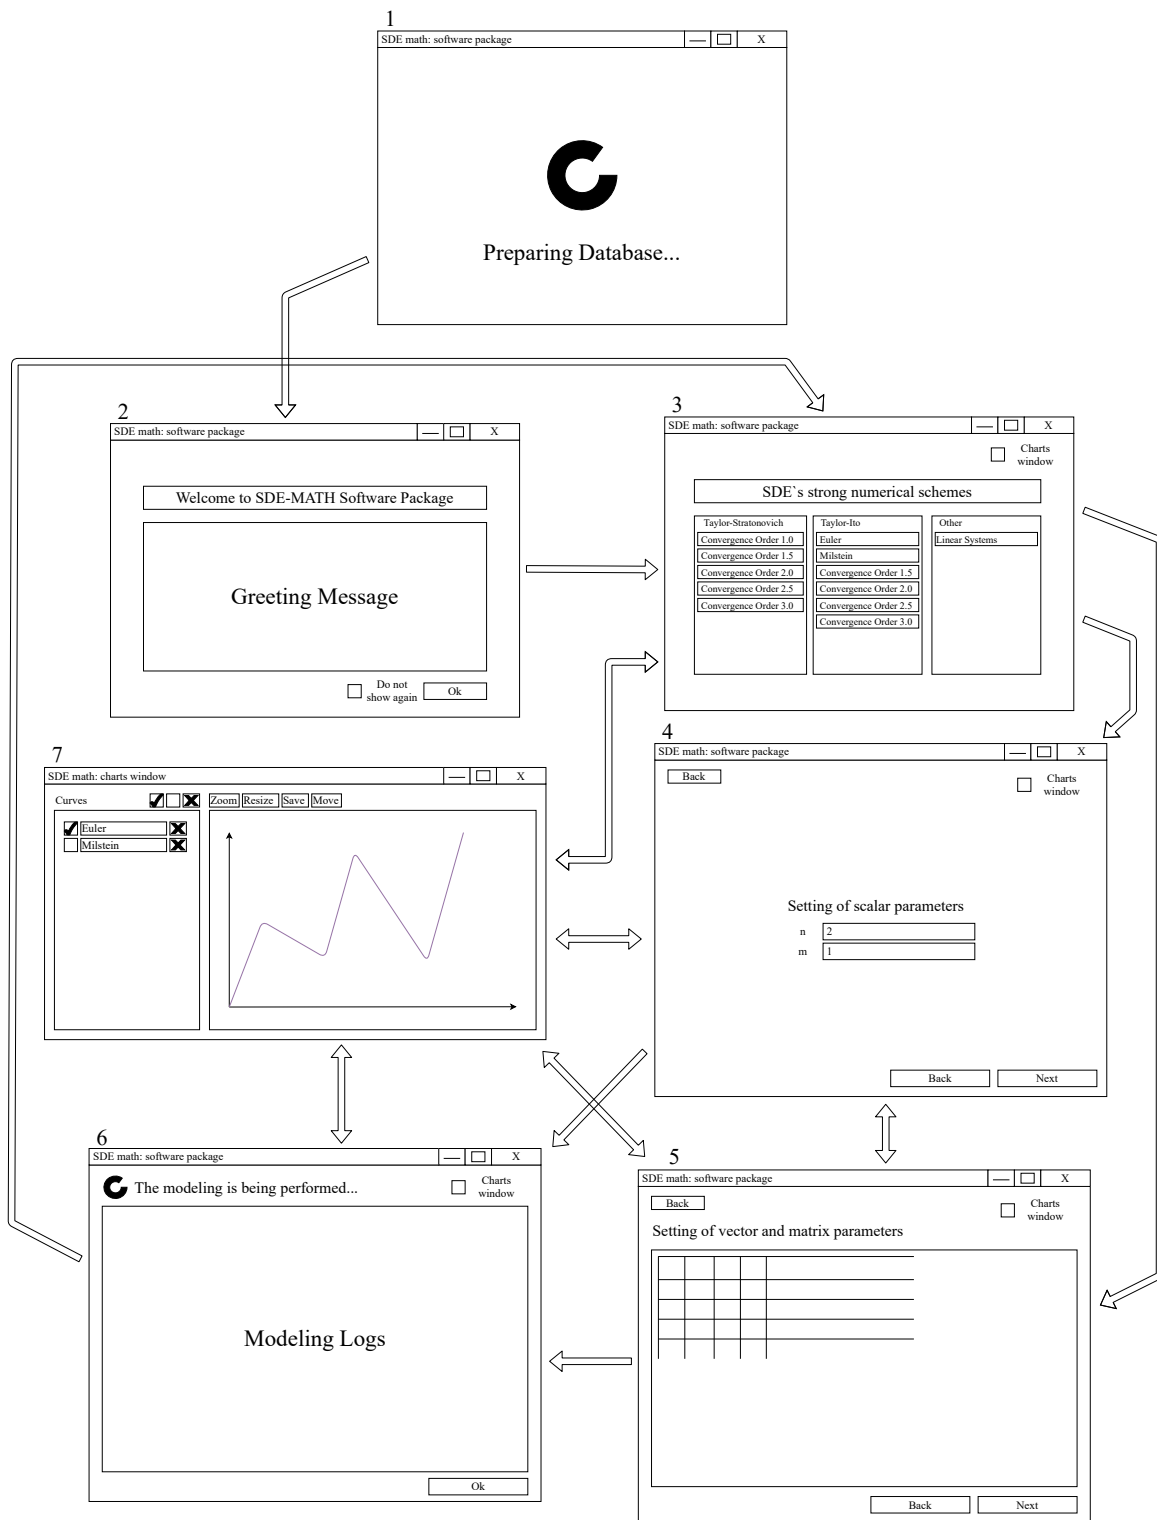 1
SDE math: software package
X
Preparing Database...
2
SDE math: software package
X
Welcome to SDE-MATH Software Package
Greeting Message
Do not
show again
Ok
3
SDE math: software package
X
Charts
window
SDE`s strong numerical schemes
Taylor-Stratonovich
Convergence Order 1.0
Convergence Order 1.5
Convergence Order 2.0
Convergence Order 2.5
Convergence Order 3.0
Taylor-Ito
Euler
Milstein
Convergence Order 1.5
Convergence Order 2.0
Convergence Order 2.5
Convergence Order 3.0
Other
Linear Systems
4
SDE math: software package
X
Back
Charts
window
Setting of scalar parameters
n 2
m 1
Back Next
7
SDE math: charts window
X
Curves
Zoom Resize Save Move
Euler
Milstein
6
SDE math: software package
X
The modeling is being performed...
Charts
window
Modeling Logs
Ok
5
SDE math: software package
X
Back
Charts
window
Setting of vector and matrix parameters
Back Next